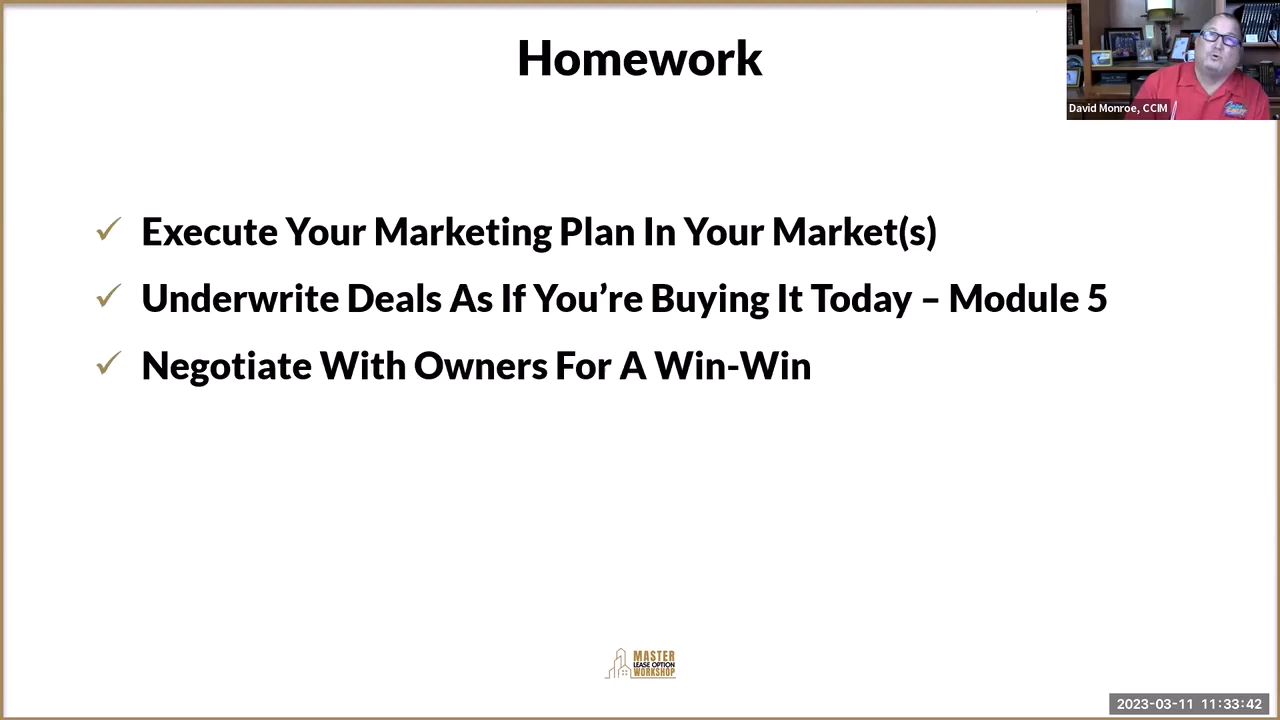 Homework
David Monroe, CCIM
✓ Execute Your Marketing Plan In Your Market(s)
✓ Underwrite Deals As If You’re Buying It Today – Module 5
✓ Negotiate With Owners For A Win-Win
MASTER
LEASE OPTION
WORKSHOP
2023-03-11 11:33:42